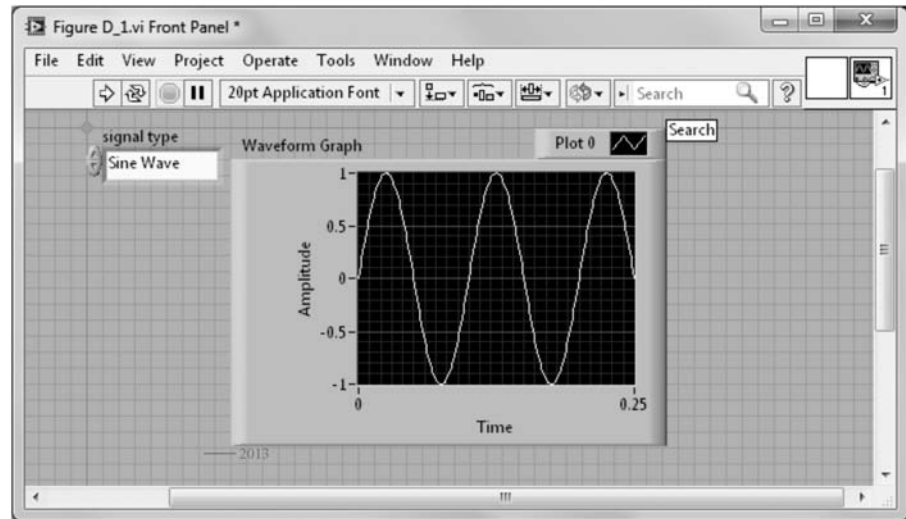 Figure D_1.vi Front Panel *
File Edit View Project Operate Tools Window Help
20pt Application Font Search
1
Search
signal type
Sine Wave
Waveform Graph
Plot 0
1
0.5
0
-0.5
-1
Amplitude
0 0.25
Time
2013